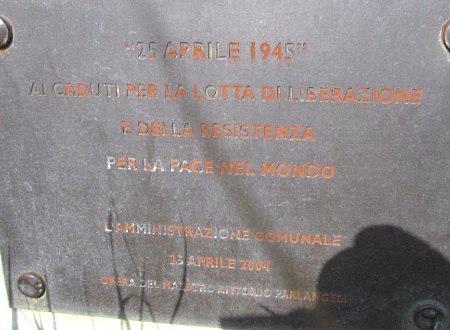 "25 APRILE 1945"
AI CADUTI PER LA LOTTA DI LIBERAZIONE
E DELLA RESISTENZA
PER LA PACE NEL MONDO
L'AMMINISTRAZIONE COMUNALE
25 APRILE 2004
OPERA DEL MAESTRO ANTONIO PARLANGELI